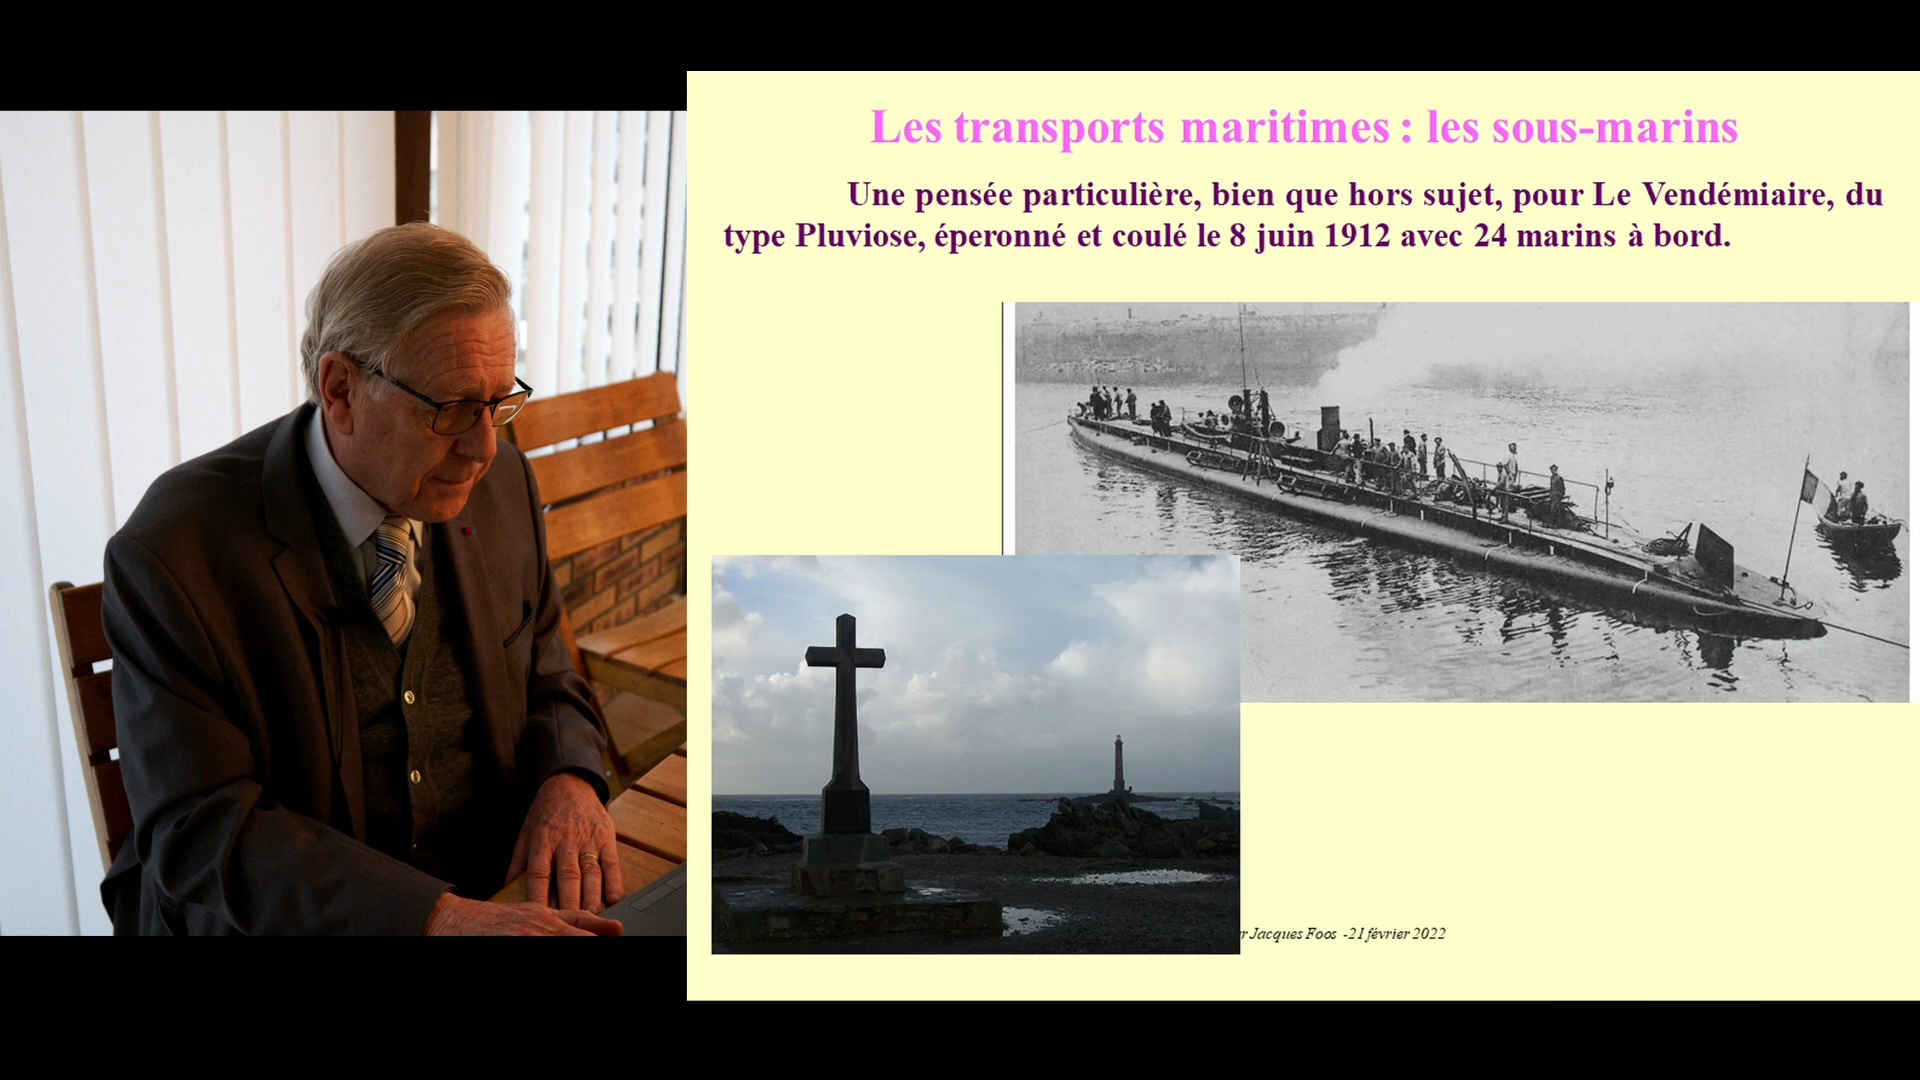 Les transports maritimes : les sous-marins
Une pensée particulière, bien que hors sujet, pour Le Vendémiaire, du
type Pluviose, éperonné et coulé le 8 juin 1912 avec 24 marins à bord.
Jacques Foos -21 février 2022